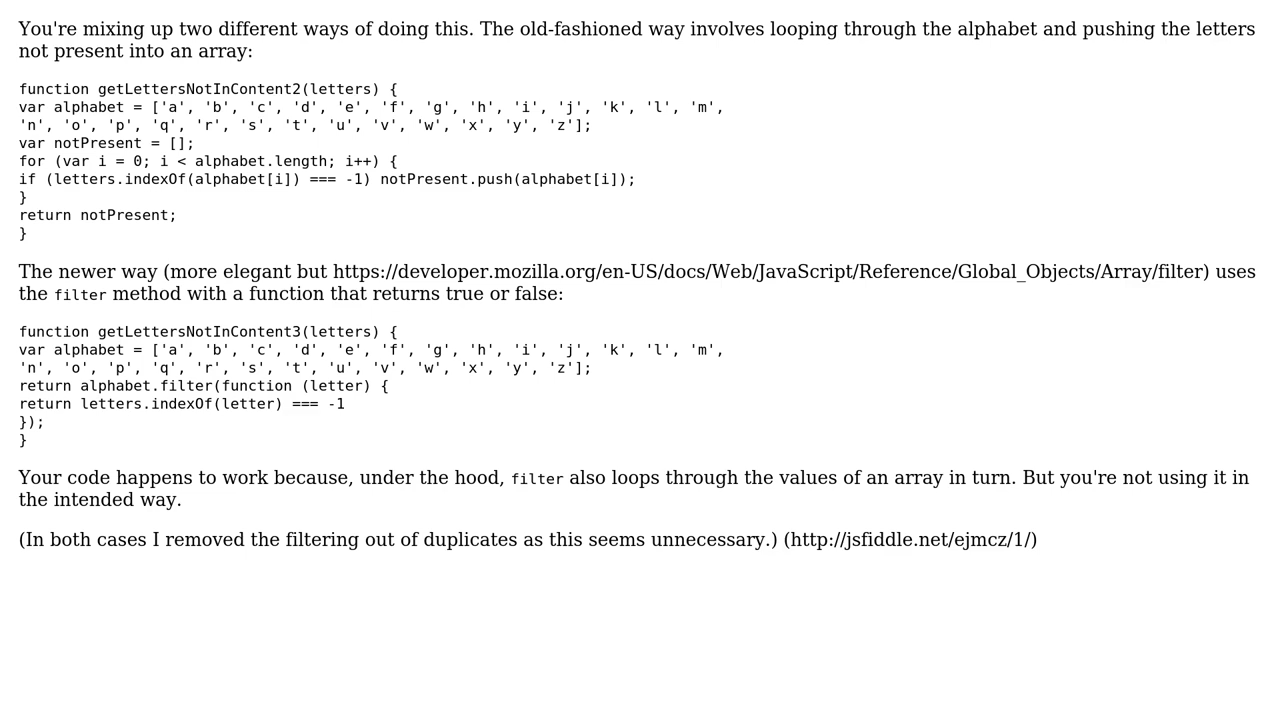 You're mixing up two different ways of doing this. The old-fashioned way involves looping through the alphabet and pushing the letters
not present into an array:
function getLettersNotInContent2(letters) {
var alphabet = ['a', 'b', 'c', 'd', 'e', 'f', 'g', 'h', 'i', 'j', 'k', 'l', 'm',
'n', 'o', 'p', 'q', 'r', 's', 't', 'u', 'v', 'w', 'x', 'y', 'z'];
var notPresent = [];
for (var i = 0; i < alphabet.length; i++) {
if (letters.indexOf(alphabet[i]) === -1) notPresent.push(alphabet[i]);
}
return notPresent;
}
The newer way (more elegant but https://developer.mozilla.org/en-US/docs/Web/JavaScript/Reference/Global_Objects/Array/filter) uses
the filter method with a function that returns true or false:
function getLettersNotInContent3(letters) {
var alphabet = ['a', 'b', 'c', 'd', 'e', 'f', 'g', 'h', 'i', 'j', 'k', 'l', 'm',
'n', 'o', 'p', 'q', 'r', 's', 't', 'u', 'v', 'w', 'x', 'y', 'z'];
return alphabet.filter(function (letter) {
return letters.indexOf(letter) === -1
});
}
Your code happens to work because, under the hood, filter also loops through the values of an array in turn. But you're not using it in
the intended way.
(In both cases I removed the filtering out of duplicates as this seems unnecessary.) (http://jsfiddle.net/ejmcz/1/)